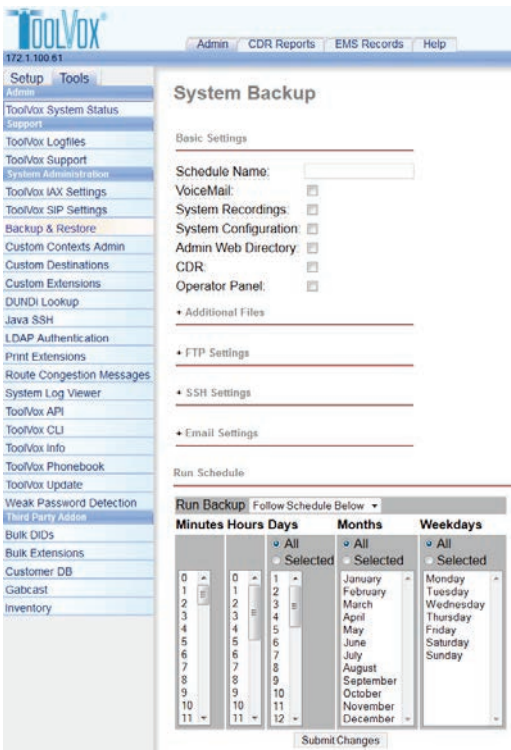 TOOLVOX
172.1.100.61
Admin CDR Reports EMS Records Help
Setup Tools
Admin
ToolVox System Status
Support
ToolVox Logfiles
ToolVox Support
System Administration
ToolVox IAX Settings
ToolVox SIP Settings
Backup & Restore
Custom Contexts Admin
Custom Destinations
Custom Extensions
DUNDi Lookup
Java SSH
LDAP Authentication
Print Extensions
Route Congestion Messages
System Log Viewer
ToolVox API
ToolVox CLI
ToolVox Info
ToolVox Phonebook
ToolVox Update
Weak Password Detection
Third Party Addon
Bulk DIDs
Bulk Extensions
Customer DB
Gabcast
Inventory
System Backup
Basic Settings
Schedule Name:
VoiceMail:
System Recordings:
System Configuration:
Admin Web Directory:
CDR:
Operator Panel:
+ Additional Files
+ FTP Settings
+ SSH Settings
+ Email Settings
Run Schedule
Run Backup Follow Schedule Below
Minutes Hours Days Months Weekdays
All All All
Selected Selected Selected
0 0 1 January Monday
1 1 2 February Tuesday
2 2 3 March Wednesday
3 3 4 April Thursday
4 4 5 May Friday
5 5 6 June Saturday
6 6 7 July Sunday
7 7 8 August
8 8 9 September
9 9 10 October
10 10 11 November
11 11 12 December
Submit Changes